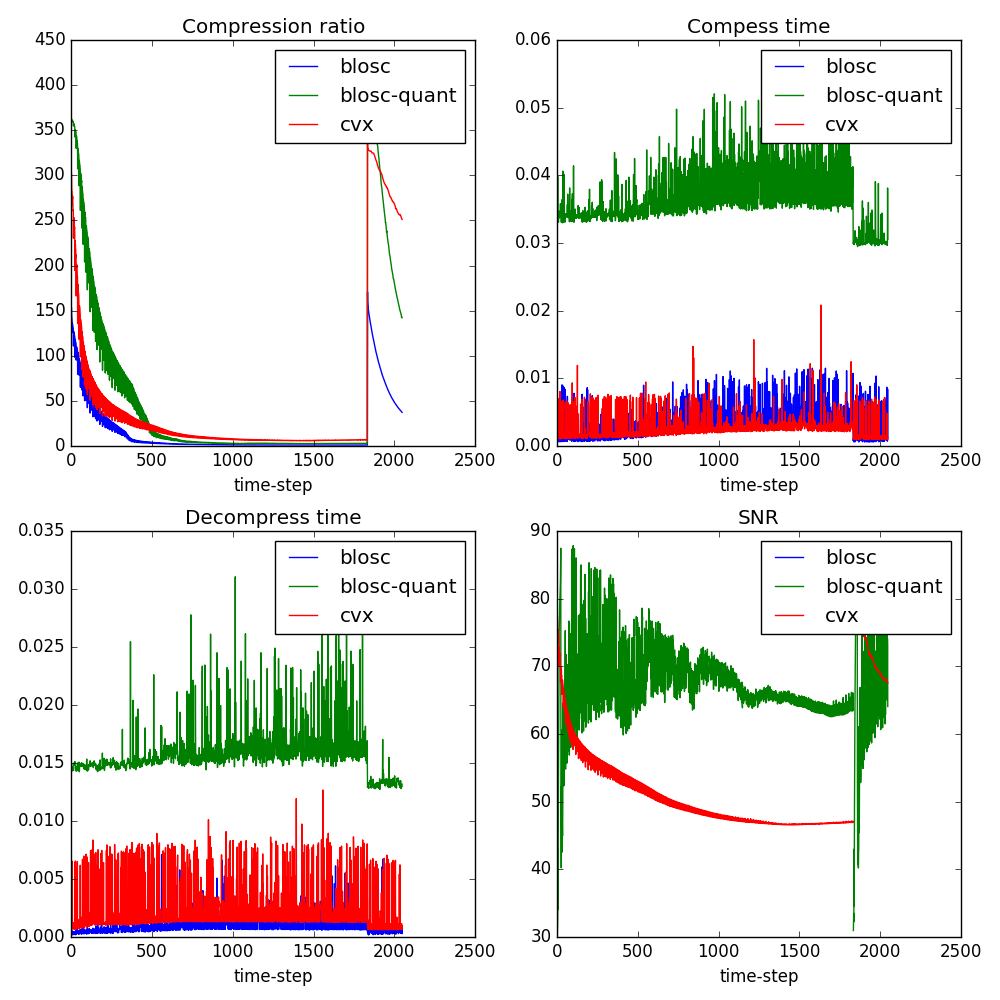 Compression ratio
450
400
350
300
250
200
150
100
50
0
0 500 1000 1500 2000 2500
time-step
blosc
blosc-quant
cvx
Compess time
0.06
0.05
0.04
0.03
0.02
0.01
0.00
0 500 1000 1500 2000 2500
time-step
blosc
blosc-quant
cvx
Decompress time
0.035
0.030
0.025
0.020
0.015
0.010
0.005
0.000
0 500 1000 1500 2000 2500
time-step
blosc
blosc-quant
cvx
SNR
90
80
70
60
50
40
30
0 500 1000 1500 2000 2500
time-step
blosc
blosc-quant
cvx